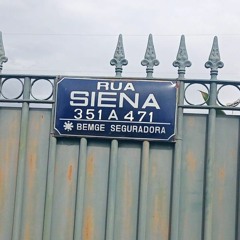 RUA
SIENA
351 A 471
BEMGE SEGURADORA